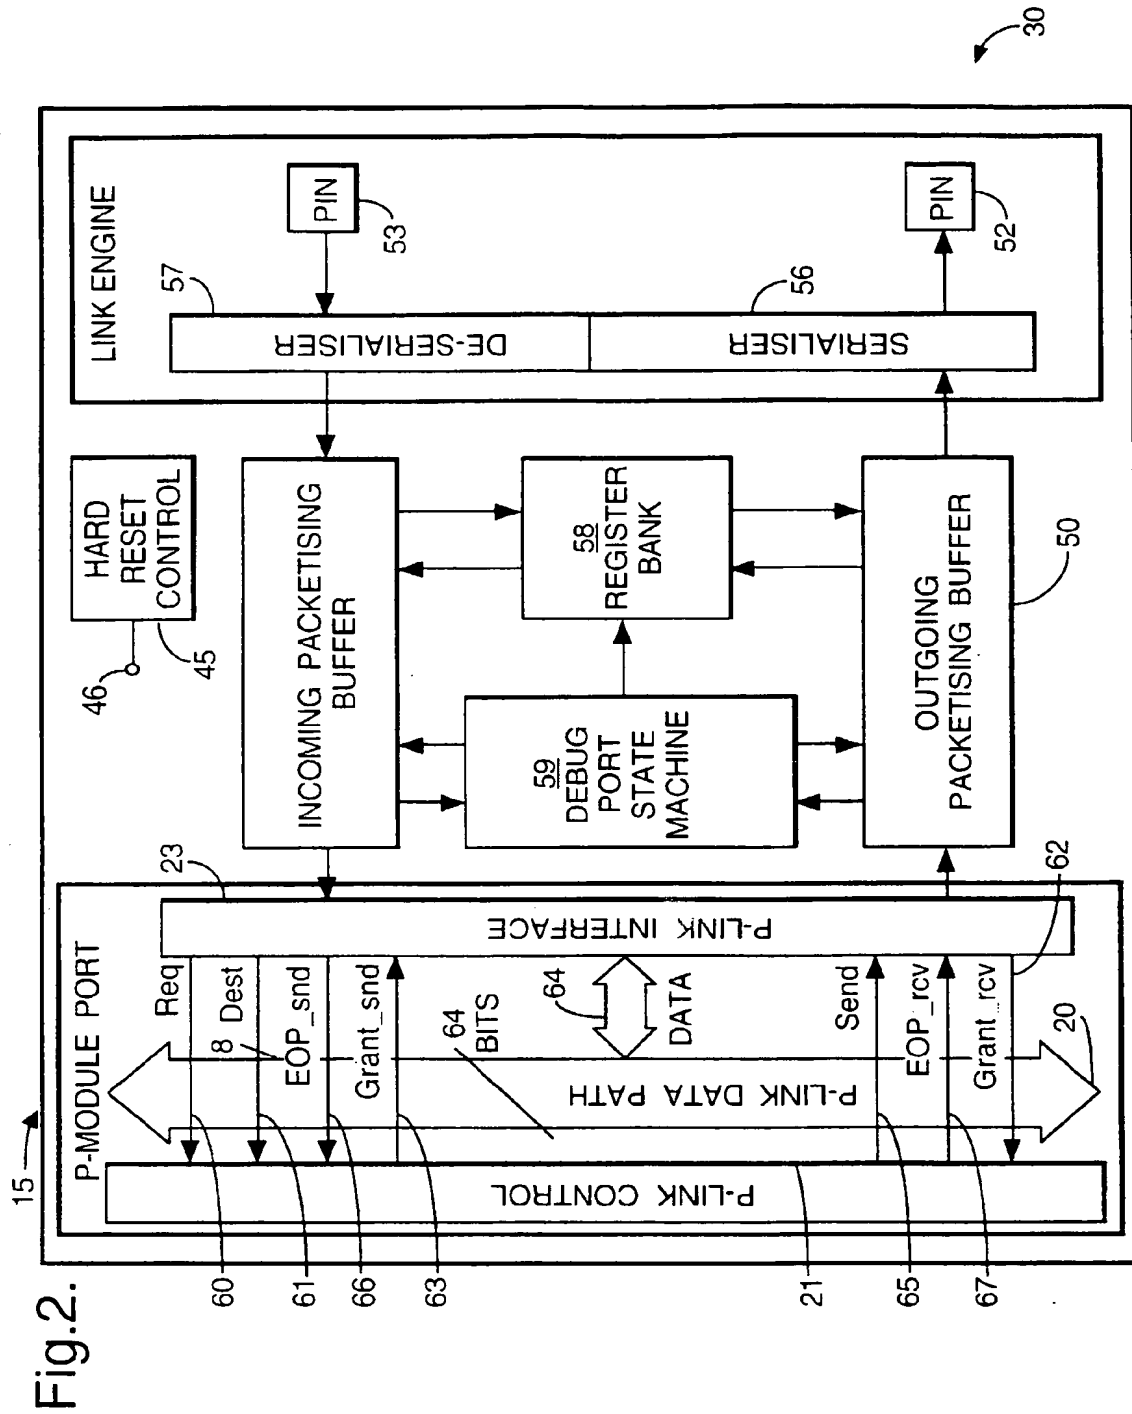 Fig.2.
15
30
P-MODULE PORT
P-LINK CONTROL
21
P-LINK DATA PATH
20
64
BITS
Req
60
8
Dest
61
EOP_snd
66
Grant_snd
63
64
DATA
Send
65
EOP_rcv
67
Grant_rcv
62
P-LINK INTERFACE
23
INCOMING PACKETISING
BUFFER
59
DEBUG
PORT
STATE
MACHINE
58
REGISTER
BANK
OUTGOING
PACKETISING BUFFER
50
46
45
HARD
RESET
CONTROL
LINK ENGINE
DE-SERIALISER
57
SERIALISER
56
PIN
53
PIN
52